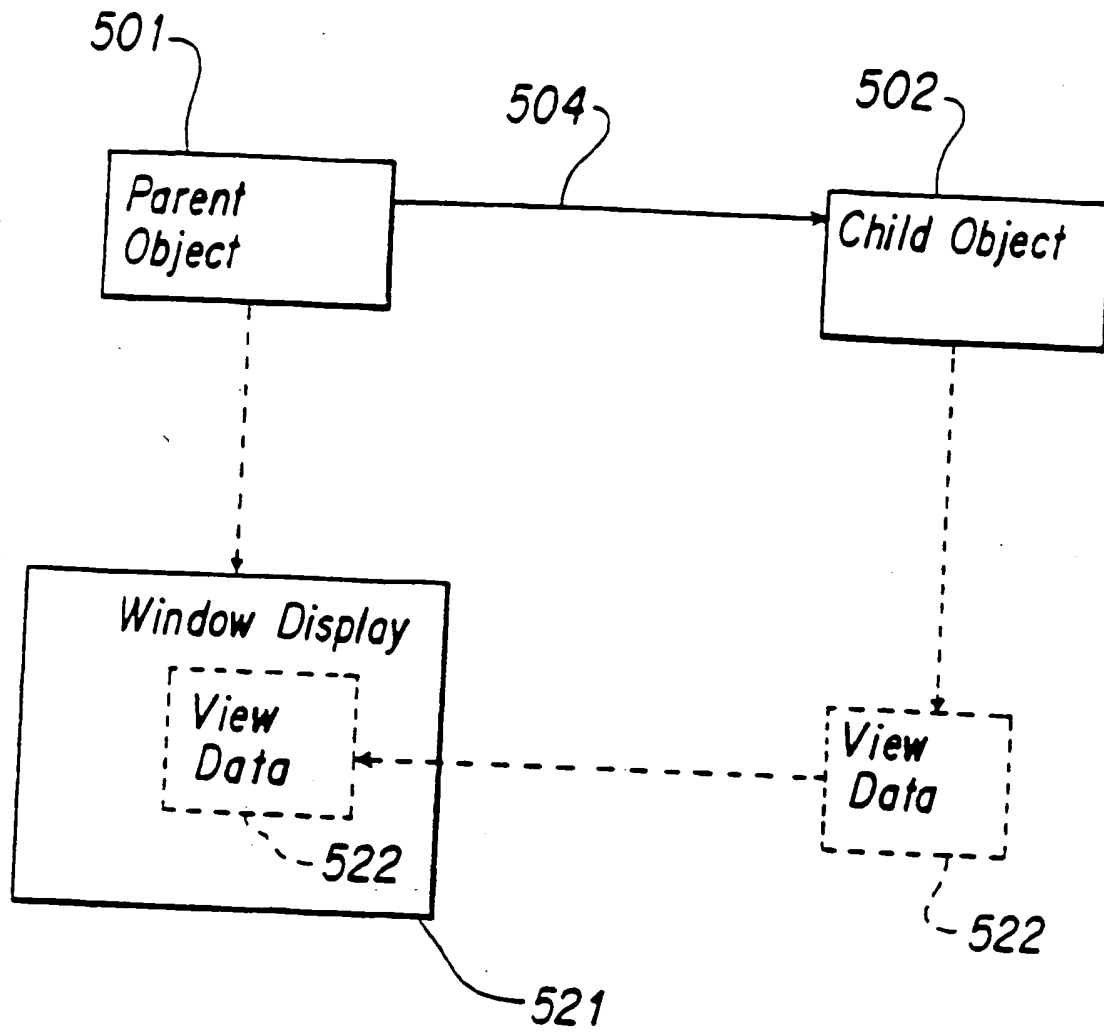 501
504
502
Parent
Object
Child Object
Window Display
View
Data
522
View
Data
522
521